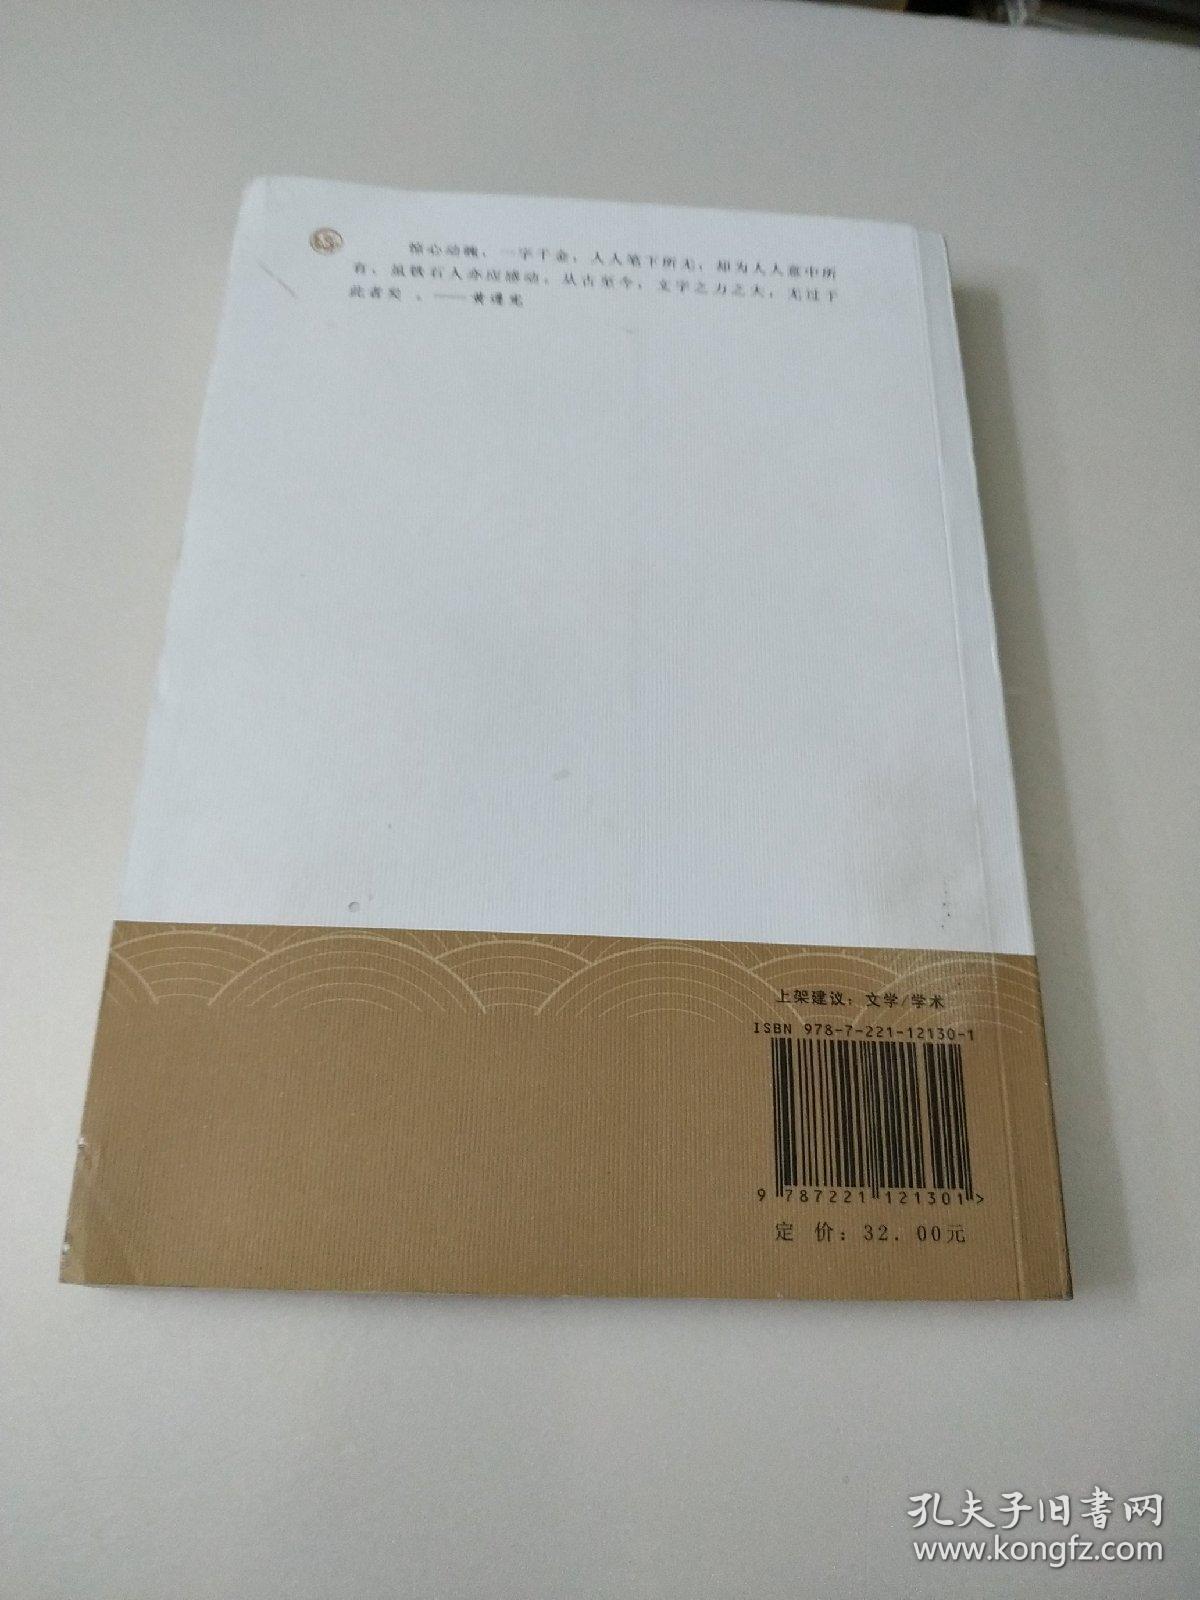 惊心动魄，一字千金，人人笔下所无，却为人人意中所
有，虽铁石人亦应感动，从古至今，文字之力之大，无过于
此者矣 。——黄遵宪
上架建议：文学/学术
ISBN 978-7-221-12130-1
9 787221 121301>
定 价：32.00元
孔夫子旧书网
www.kongfz.com